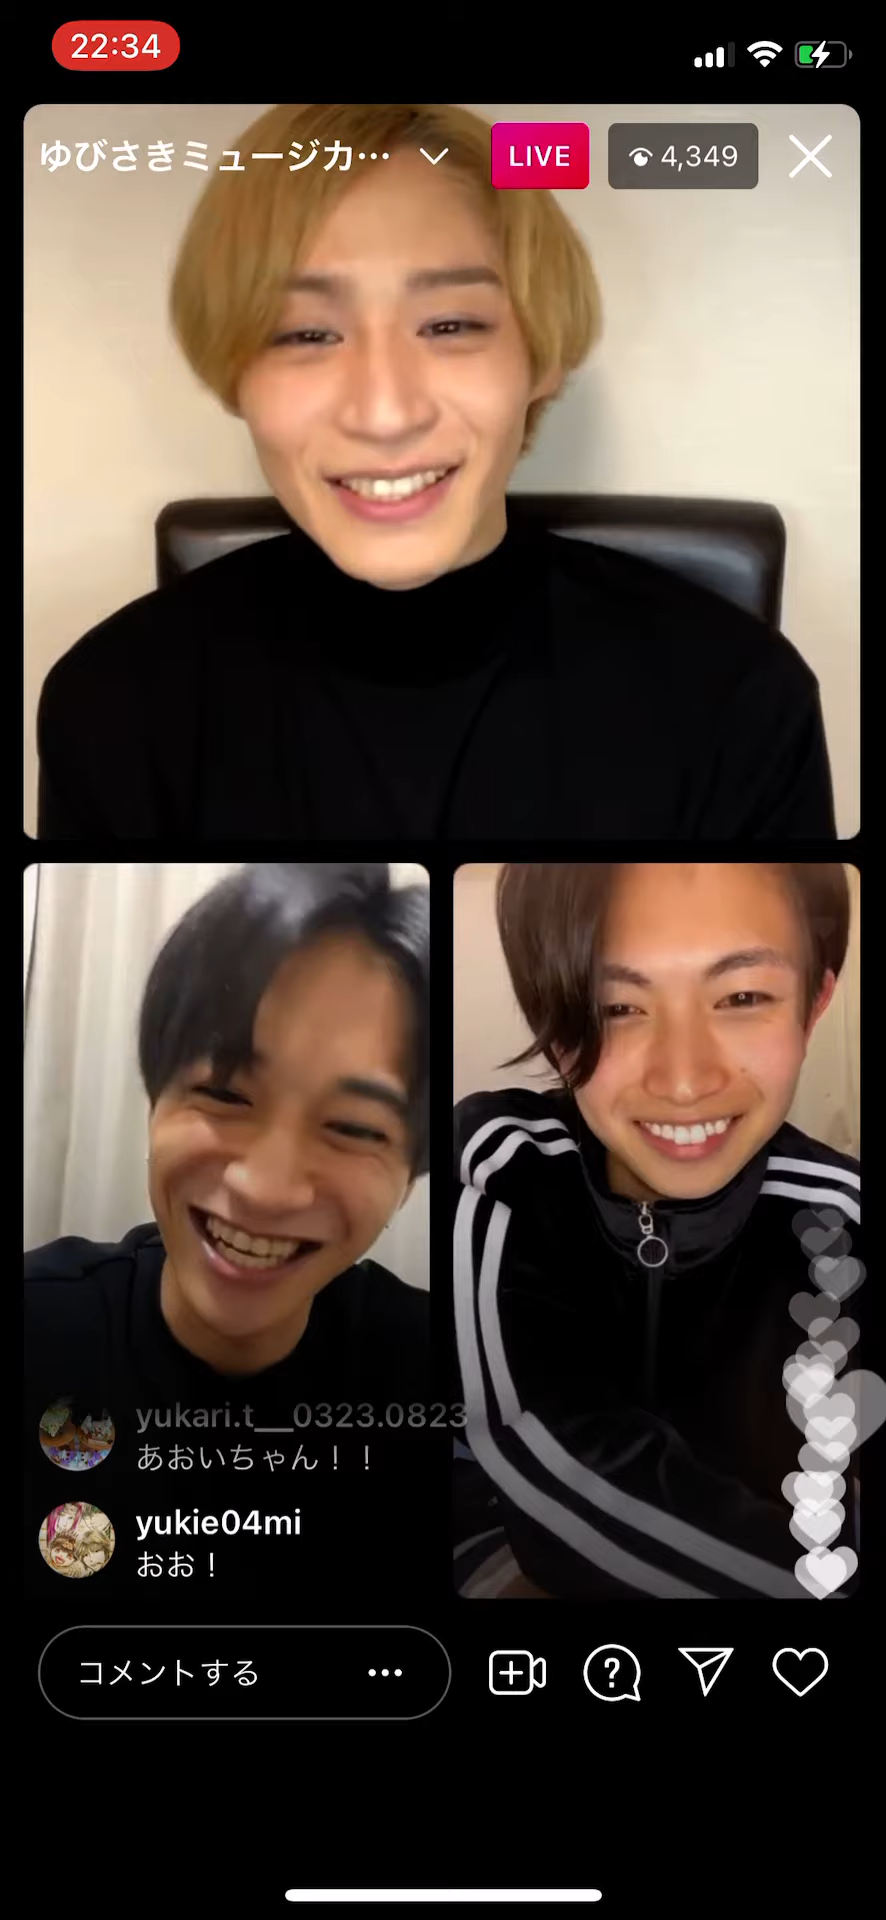 22:34
ゆびさきミュージカ…
LIVE
4,349
yukari.t__0323.0823
あおいちゃん！！
yukie04mi
おお！
コメントする